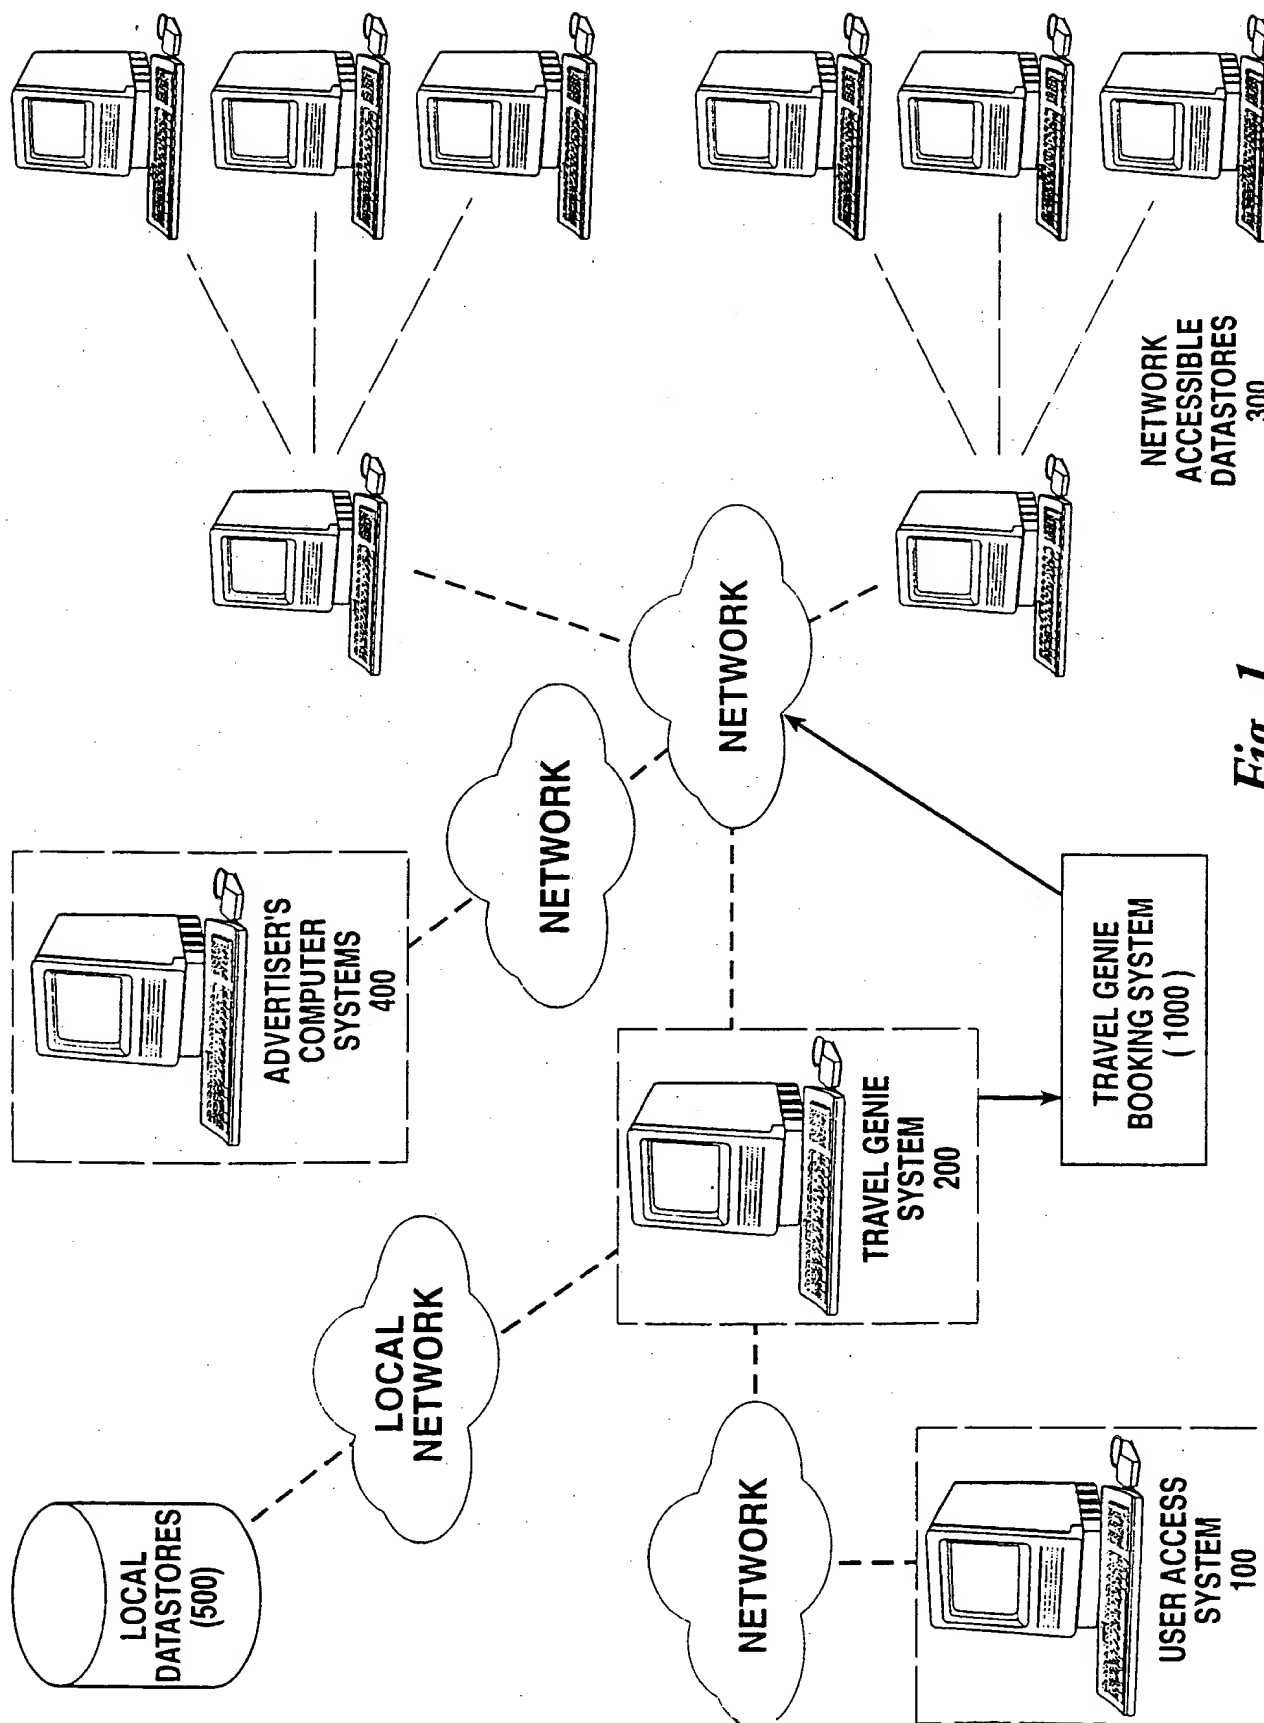 LOCAL
DATASTORES
(500)
LOCAL
NETWORK
ADVERTISER'S
COMPUTER
SYSTEMS
400
NETWORK
NETWORK
TRAVEL GENIE
SYSTEM
200
NETWORK
USER ACCESS
SYSTEM
100
TRAVEL GENIE
BOOKING SYSTEM
( 1000 )
NETWORK
ACCESSIBLE
DATASTORES
300
Fig. 1